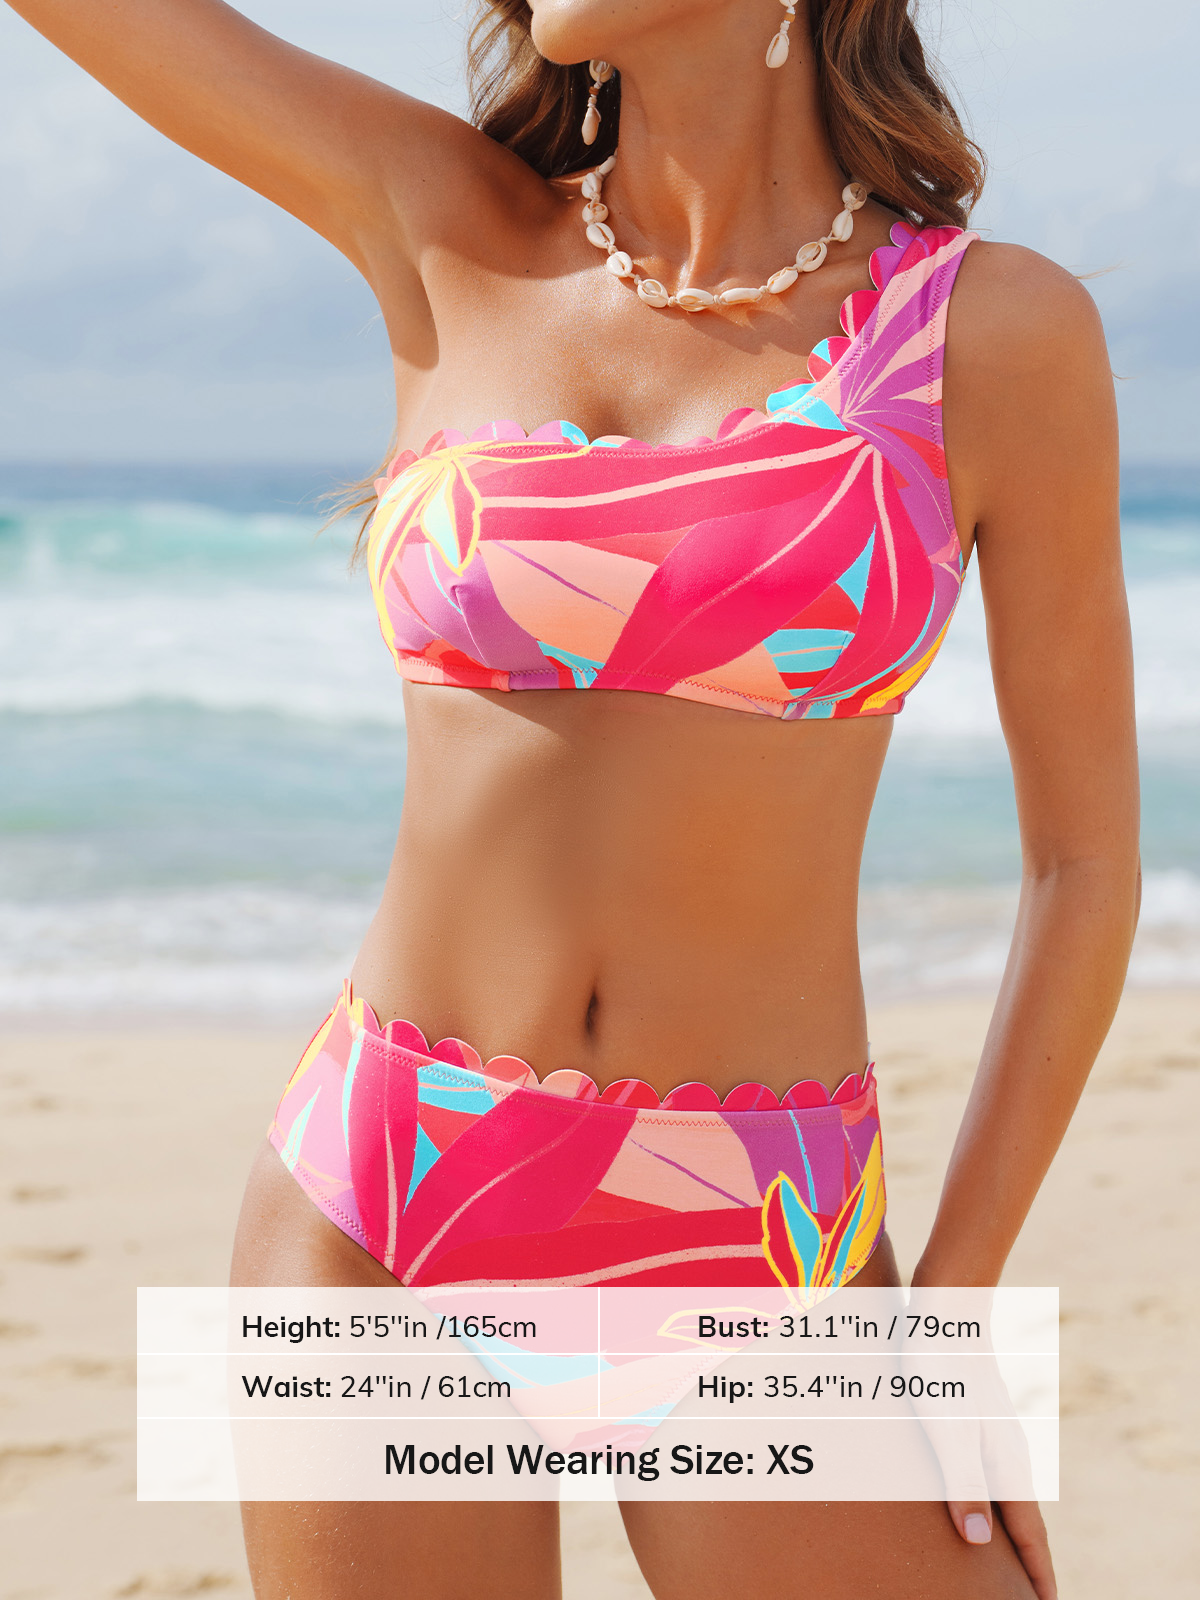 Height: 5'5''in /165cm
Bust: 31.1''in / 79cm
Waist: 24''in / 61cm
Hip: 35.4''in / 90cm
Model Wearing Size: XS